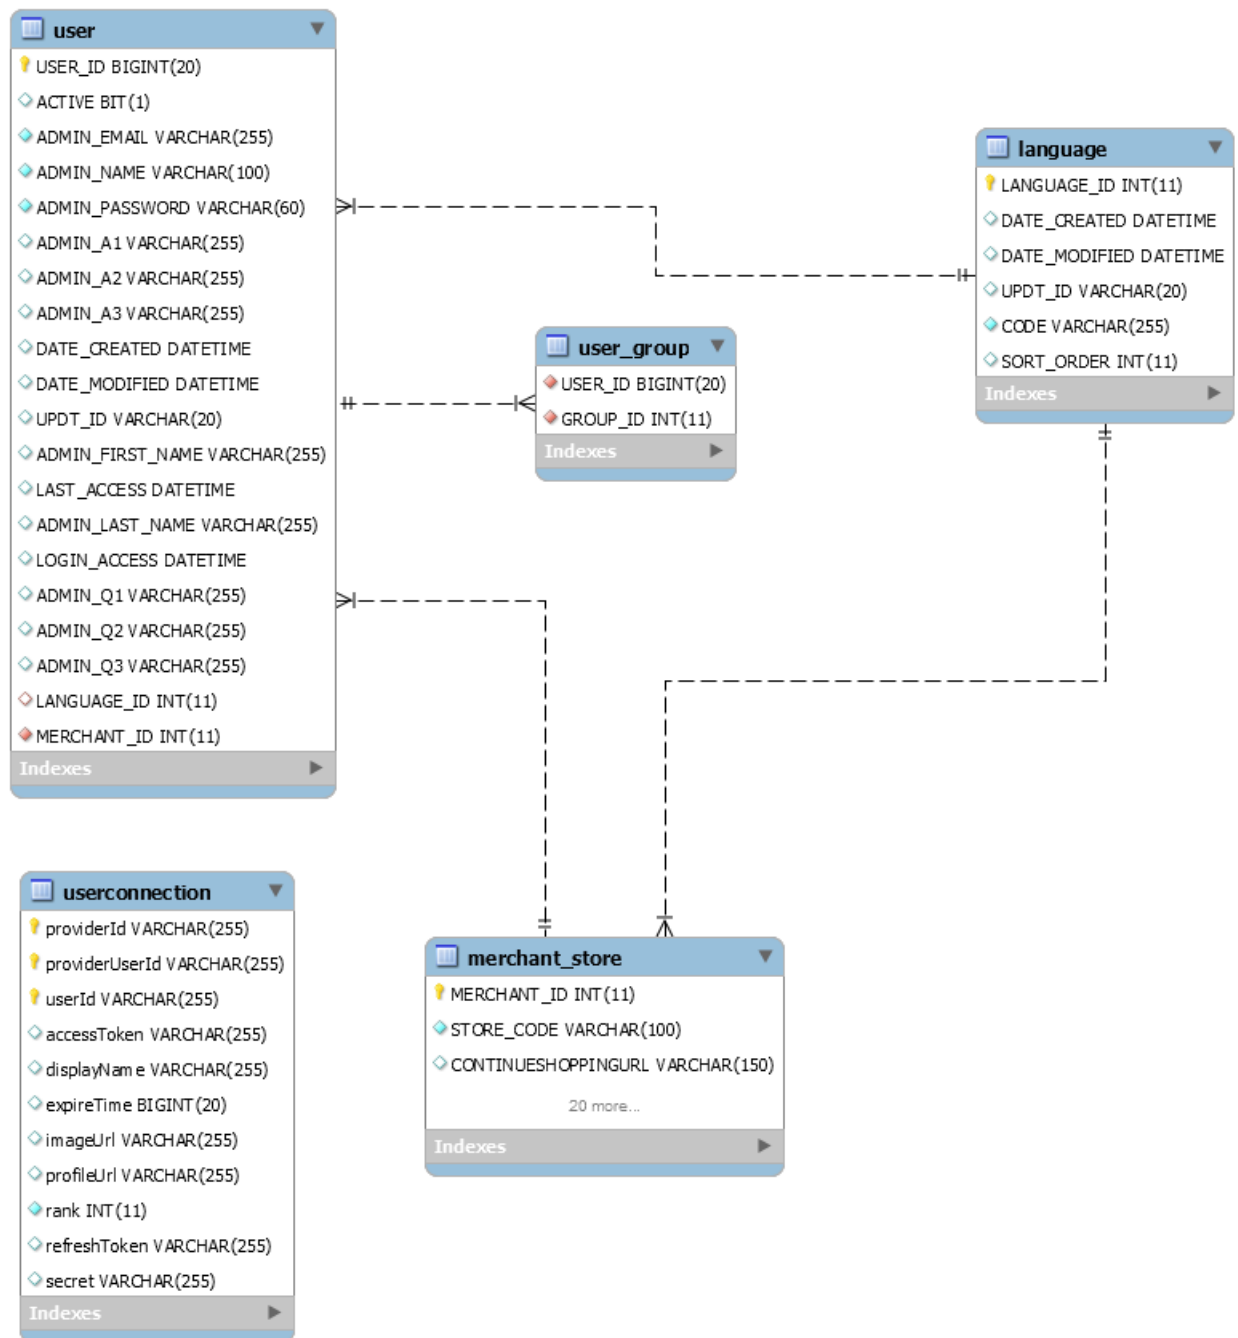 user
USER_ID BIGINT(20)
ACTIVE BIT(1)
ADMIN_EMAIL VARCHAR(255)
ADMIN_NAME VARCHAR(100)
ADMIN_PASSWORD VARCHAR(60)
ADMIN_A1 VARCHAR(255)
ADMIN_A2 VARCHAR(255)
ADMIN_A3 VARCHAR(255)
DATE_CREATED DATETIME
DATE_MODIFIED DATETIME
UPDT_ID VARCHAR(20)
ADMIN_FIRST_NAME VARCHAR(255)
LAST_ACCESS DATETIME
ADMIN_LAST_NAME VARCHAR(255)
LOGIN_ACCESS DATETIME
ADMIN_Q1 VARCHAR(255)
ADMIN_Q2 VARCHAR(255)
ADMIN_Q3 VARCHAR(255)
LANGUAGE_ID INT(11)
MERCHANT_ID INT(11)
Indexes
language
LANGUAGE_ID INT(11)
DATE_CREATED DATETIME
DATE_MODIFIED DATETIME
UPDT_ID VARCHAR(20)
CODE VARCHAR(255)
SORT_ORDER INT(11)
Indexes
user_group
USER_ID BIGINT(20)
GROUP_ID INT(11)
Indexes
userconnection
providerId VARCHAR(255)
providerUserId VARCHAR(255)
userId VARCHAR(255)
accessToken VARCHAR(255)
displayName VARCHAR(255)
expireTime BIGINT(20)
imageUrl VARCHAR(255)
profileUrl VARCHAR(255)
rank INT(11)
refreshToken VARCHAR(255)
secret VARCHAR(255)
Indexes
merchant_store
MERCHANT_ID INT(11)
STORE_CODE VARCHAR(100)
CONTINUESHOPPINGURL VARCHAR(150)
20 more...
Indexes